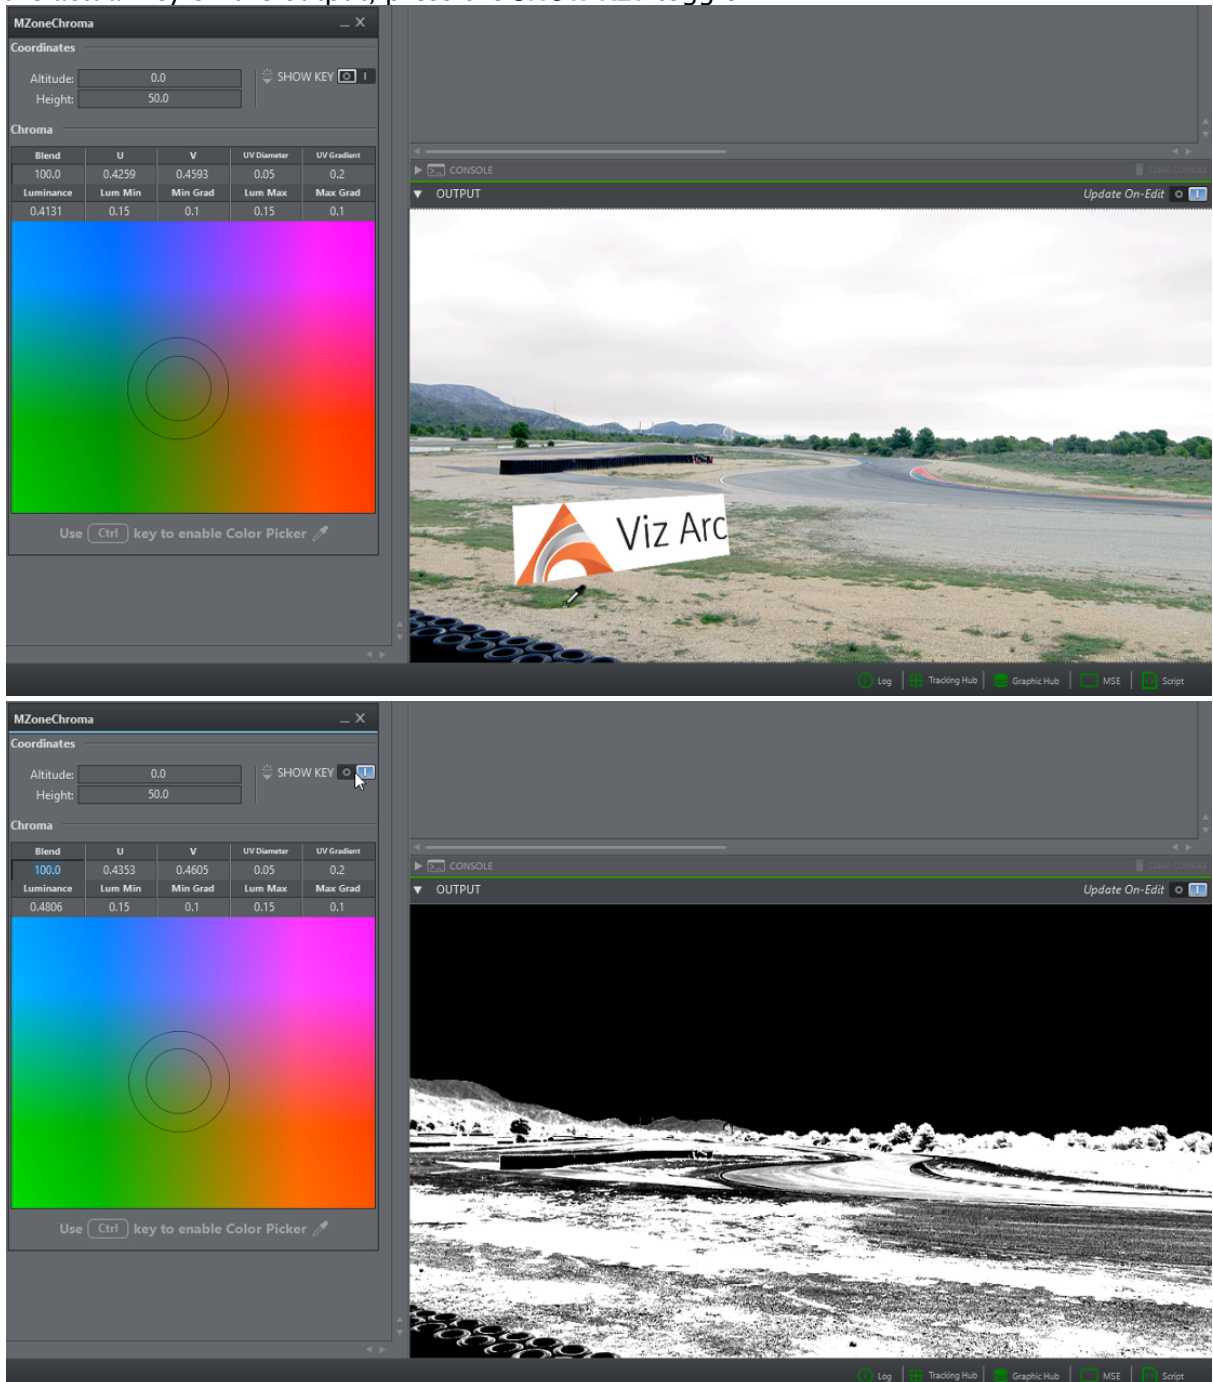 MZoneChroma
Coordinates
Altitude: 0.0 SHOW KEY
Height: 50.0
Chroma
Blend U V UV Diameter UV Gradient
100.0 0.4259 0.4593 0.05 0.2
Luminance Lum Min Min Grad Lum Max Max Grad
0.4131 0.15 0.1 0.15 0.1
Use Ctrl key to enable Color Picker
CONSOLE CLEAR CONSOLE
OUTPUT Update On-Edit
Viz Arc
Log Tracking Hub Graphic Hub MSE Script
MZoneChroma
Coordinates
Altitude: 0.0 SHOW KEY
Height: 50.0
Chroma
Blend U V UV Diameter UV Gradient
100.0 0.4353 0.4605 0.05 0.2
Luminance Lum Min Min Grad Lum Max Max Grad
0.4806 0.15 0.1 0.15 0.1
Use Ctrl key to enable Color Picker
CONSOLE CLEAR CONSOLE
OUTPUT Update On-Edit
Log Tracking Hub Graphic Hub MSE Script